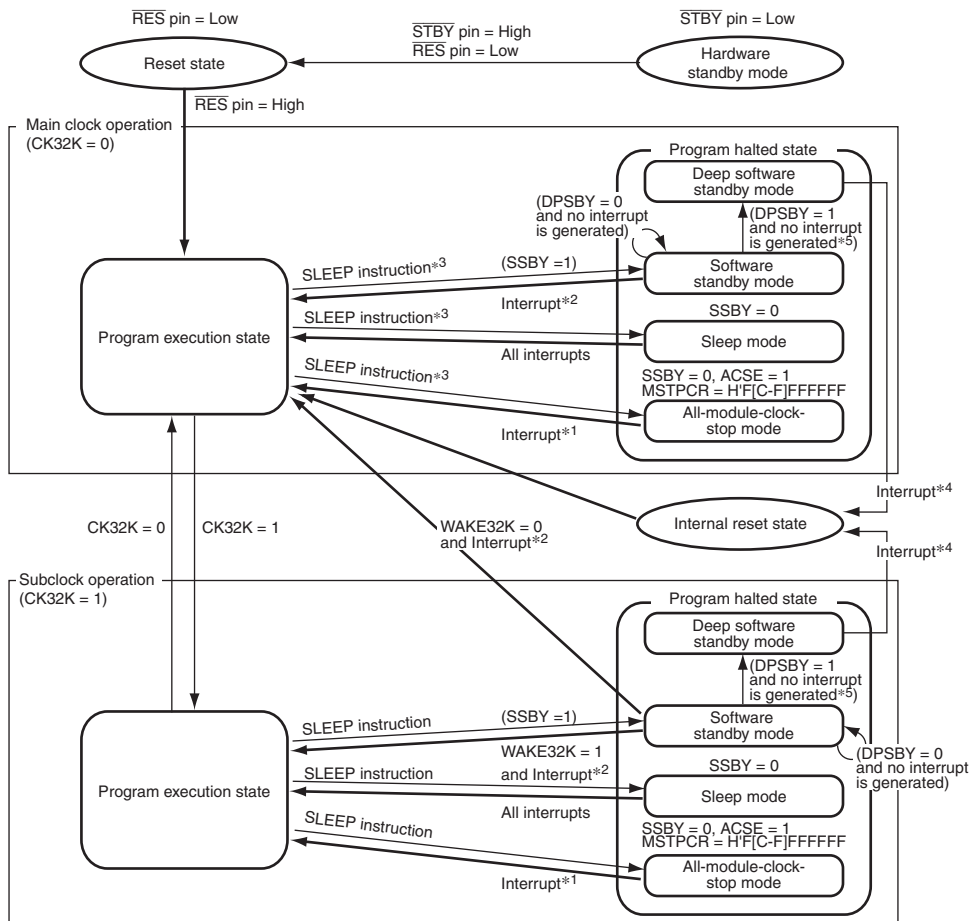 RES pin = Low
STBY pin = High
RES pin = Low
STBY pin = Low
Reset state
Hardware
standby mode
RES pin = High
Main clock operation
(CK32K = 0)
Program halted state
Deep software
standby mode
(DPSBY = 0
and no interrupt
is generated)
(DPSBY = 1
and no interrupt
is generated*5)
SLEEP instruction*3
(SSBY =1)
Software
standby mode
Interrupt*2
SLEEP instruction*3
SSBY = 0
Program execution state
Sleep mode
All interrupts
SLEEP instruction*3
SSBY = 0, ACSE = 1
MSTPCR = H'F[C-F]FFFFFF
All-module-clock-
stop mode
Interrupt*1
Interrupt*4
CK32K = 0
CK32K = 1
WAKE32K = 0
and Interrupt*2
Internal reset state
Interrupt*4
Subclock operation
(CK32K = 1)
Program halted state
Deep software
standby mode
(DPSBY = 1
and no interrupt
is generated*5)
SLEEP instruction
(SSBY =1)
Software
standby mode
(DPSBY = 0
and no interrupt
is generated)
WAKE32K = 1
and Interrupt*2
SLEEP instruction
SSBY = 0
Program execution state
Sleep mode
All interrupts
SLEEP instruction
SSBY = 0, ACSE = 1
MSTPCR = H'F[C-F]FFFFFF
All-module-clock-
stop mode
Interrupt*1